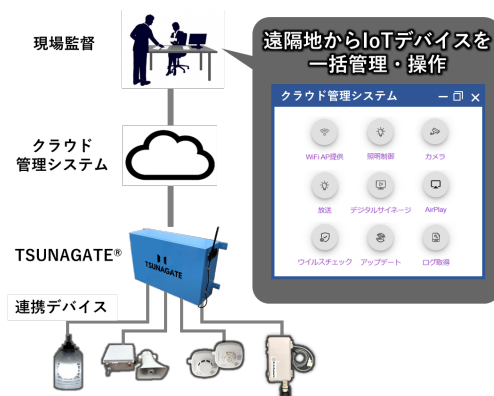 現場監督
遠隔地からIoTデバイスを
一括管理・操作
クラウド管理システム
WiFi AP提供
照明制御
カメラ
放送
デジタルサイネージ
AirPlay
ウイルスチェック
アップデート
ログ取得
クラウド
管理システム
TSUNAGATE®
TSUNAGATE
連携デバイス